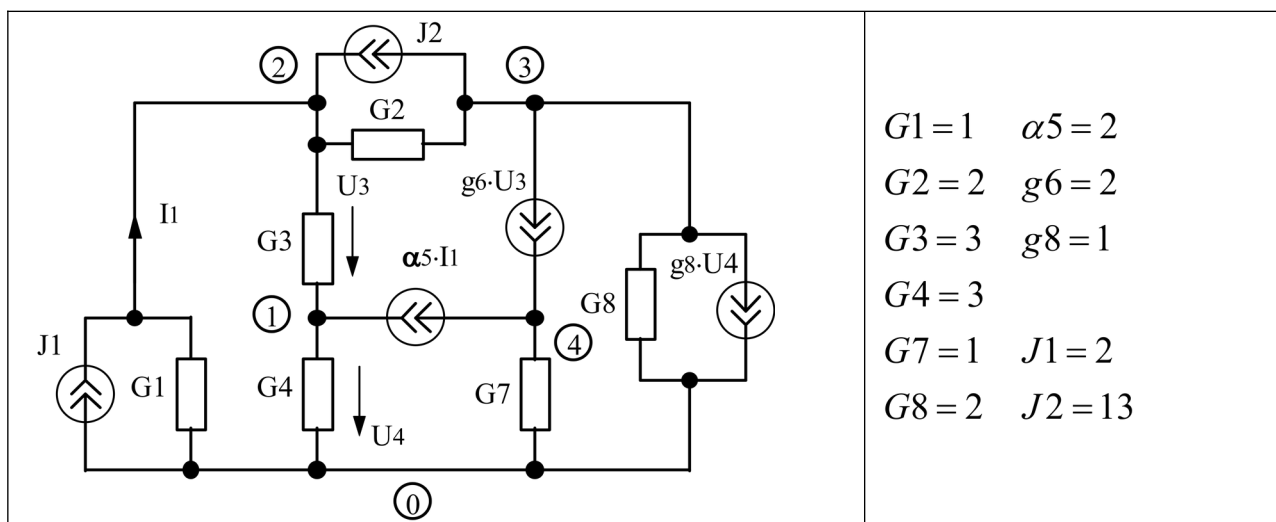 J2
2
3
G2
U3
g6·U3
I1
G3
α5·I1
g8·U4
G8
1
4
J1
G1
G4
G7
U4
0
G1=1 α5=2
G2=2 g6=2
G3=3 g8=1
G4=3
G7=1 J1=2
G8=2 J2=13